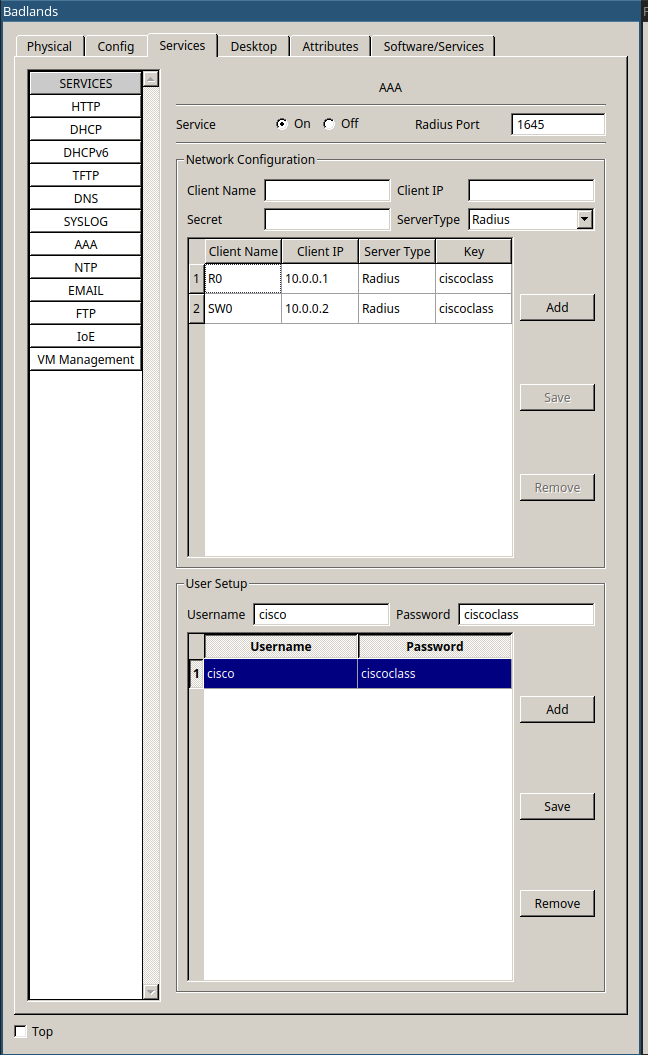 Badlands
Physical Config Services Desktop Attributes Software/Services
SERVICES
HTTP
DHCP
DHCPv6
TFTP
DNS
SYSLOG
AAA
NTP
EMAIL
FTP
IoE
VM Management
AAA
Service On Off Radius Port 1645
Network Configuration
Client Name Client IP
Secret ServerType Radius
Client Name Client IP Server Type Key
1 R0 10.0.0.1 Radius ciscoclass
2 SW0 10.0.0.2 Radius ciscoclass
Add
Save
Remove
User Setup
Username cisco Password ciscoclass
Username Password
1 cisco ciscoclass
Add
Save
Remove
Top